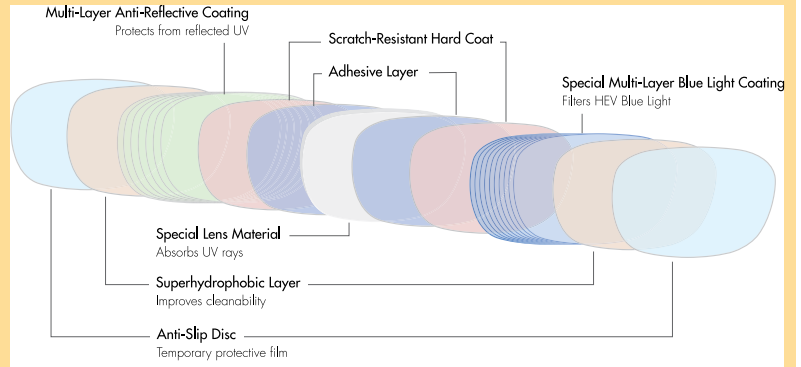 Multi-Layer Anti-Reflective Coating
Protects from reflected UV
Scratch-Resistant Hard Coat
Adhesive Layer
Special Multi-Layer Blue Light Coating
Filters HEV Blue Light
Special Lens Material
Absorbs UV rays
Superhydrophobic Layer
Improves cleanability
Anti-Slip Disc
Temporary protective film